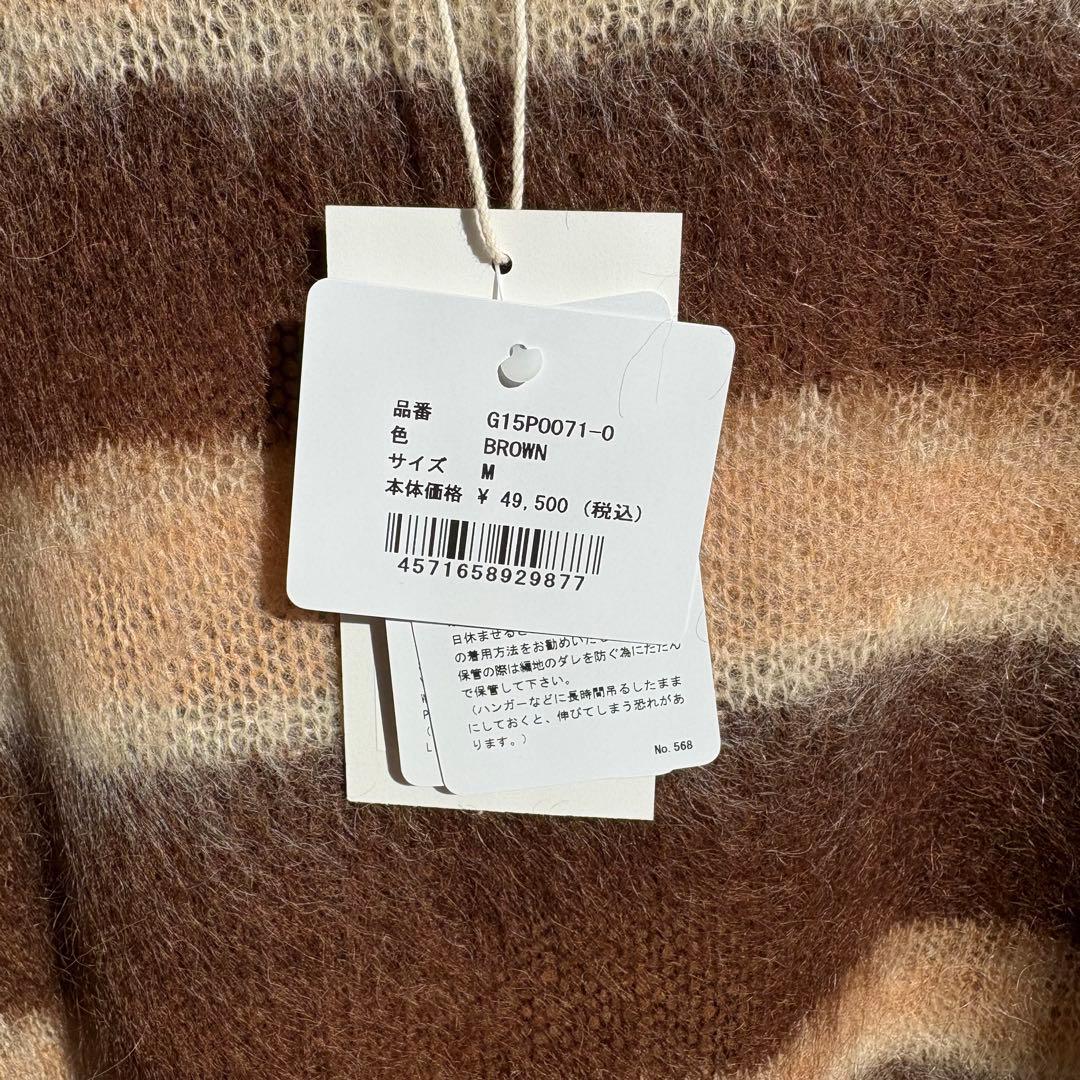 品番 G15P0071-0
色 BROWN
サイズ M
本体価格 ¥ 49,500 (税込)
4571658929877
日休ませる
の着用方法をお勧めいた
保管の際は編地のダレを防ぐ為にたたん
で保管して下さい。
(ハンガーなどに長時間吊るしたまま
にしておくと、伸びてしまう恐れがあ
ります。)
No. 568
P
(
L